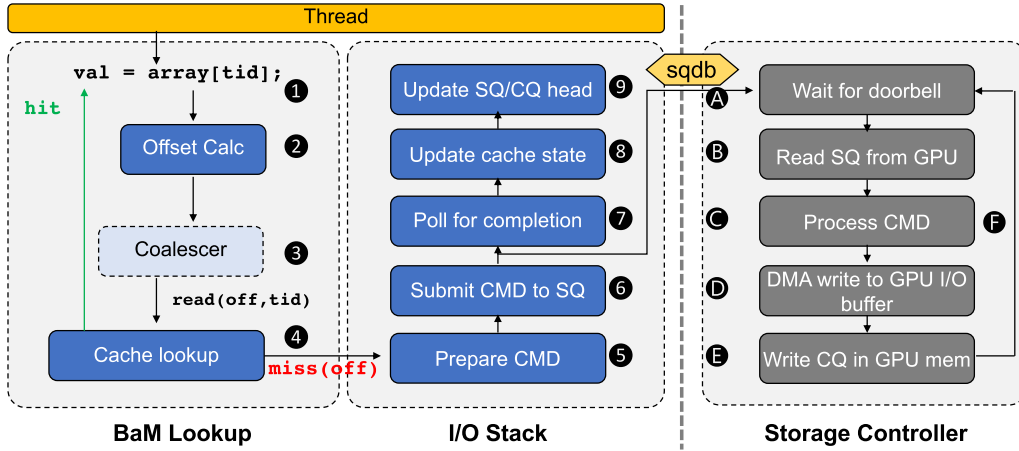 Thread
val = array[tid];
1
hit
Offset Calc
2
Coalescer
3
read(off,tid)
4
Cache lookup
miss(off)
BaM Lookup
Update SQ/CQ head
9
Update cache state
8
Poll for completion
7
Submit CMD to SQ
6
Prepare CMD
5
I/O Stack
sqdb
A
Wait for doorbell
B
Read SQ from GPU
C
Process CMD
F
D
DMA write to GPU I/O
buffer
E
Write CQ in GPU mem
Storage Controller